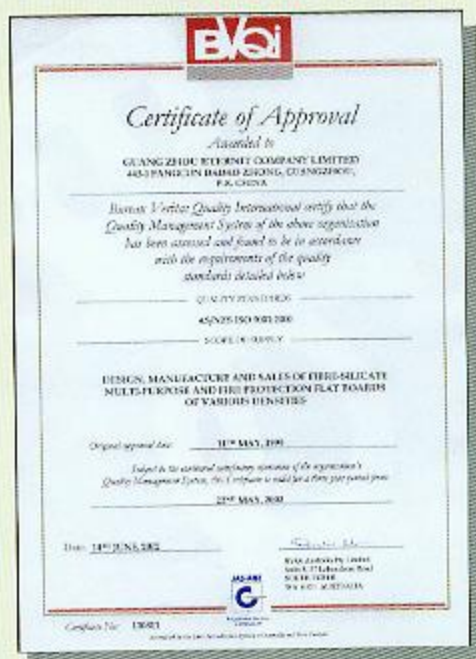 BVQi
Certificate of Approval
Awarded to
GUANG ZHOU ETERNIT COMPANY LIMITED
FANGCUN DADAO ZHONG, GUANGZHOU,
P.R. CHINA
Bureau Veritas Quality International certify that the
Quality Management System of the above organisation
has been assessed and found to be in accordance
with the requirements of the quality
standards detailed below
QUALITY STANDARDS
AS/NZS ISO 9001:2000
SCOPE OF SUPPLY
DESIGN, MANUFACTURE AND SALES OF FIBRE-SILICATE
MULTI-PURPOSE AND FIRE PROTECTION FLAT BOARDS
OF VARIOUS DENSITIES
Original approval date: MAY,
Subject to the continued satisfactory operation of the organisation's
Quality Management System, this Certificate is valid for a three year period from:
MAY,
Date: 14TH JUNE, 2002
AUSTRALIA
JAS-ANZ
Certificate No: